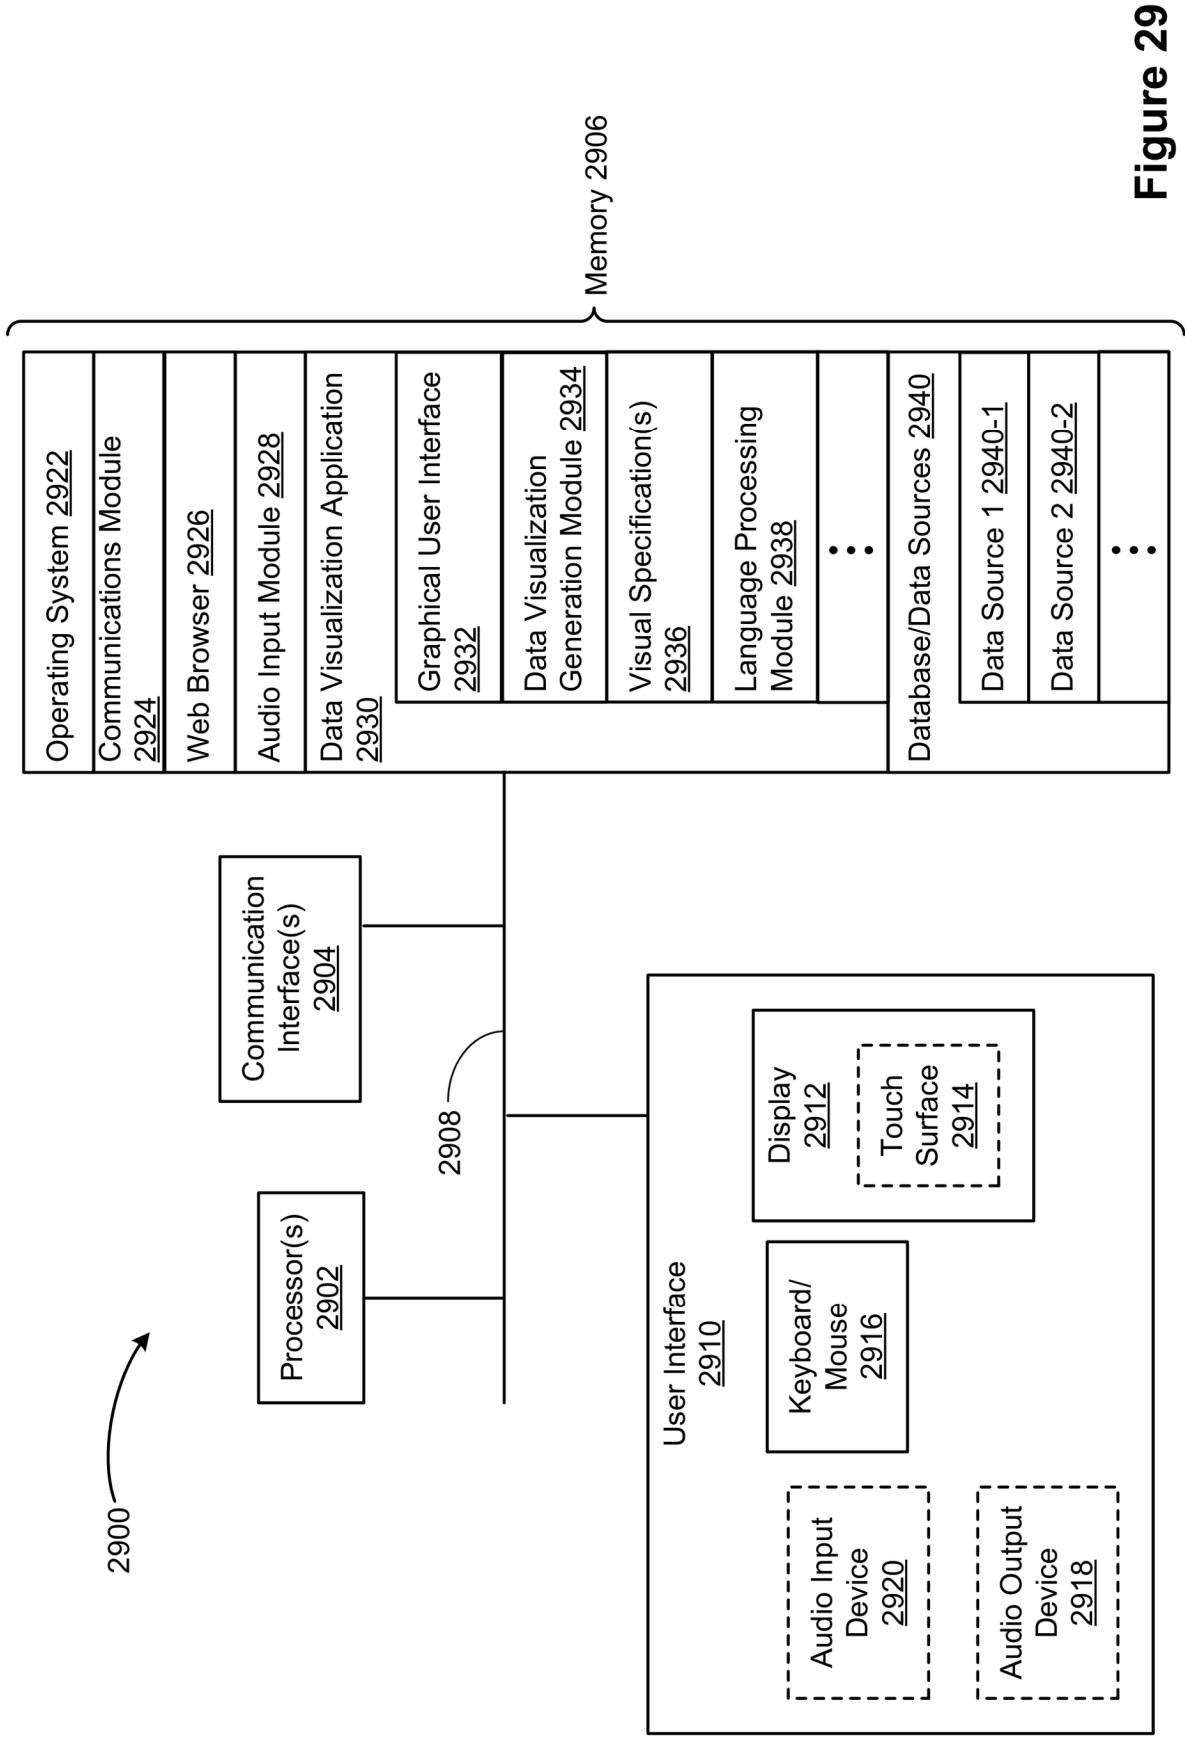 2900
Processor(s)
2902
Communication
Interface(s)
2904
2908
User Interface
2910
Audio Input
Device
2920
Audio Output
Device
2918
Keyboard/
Mouse
2916
Display
2912
Touch
Surface
2914
Operating System 2922
Communications Module
2924
Web Browser 2926
Audio Input Module 2928
Data Visualization Application
2930
Graphical User Interface
2932
Data Visualization
Generation Module 2934
Visual Specification(s)
2936
Language Processing
Module 2938
Database/Data Sources 2940
Data Source 1 2940-1
Data Source 2 2940-2
Memory 2906
Figure 29